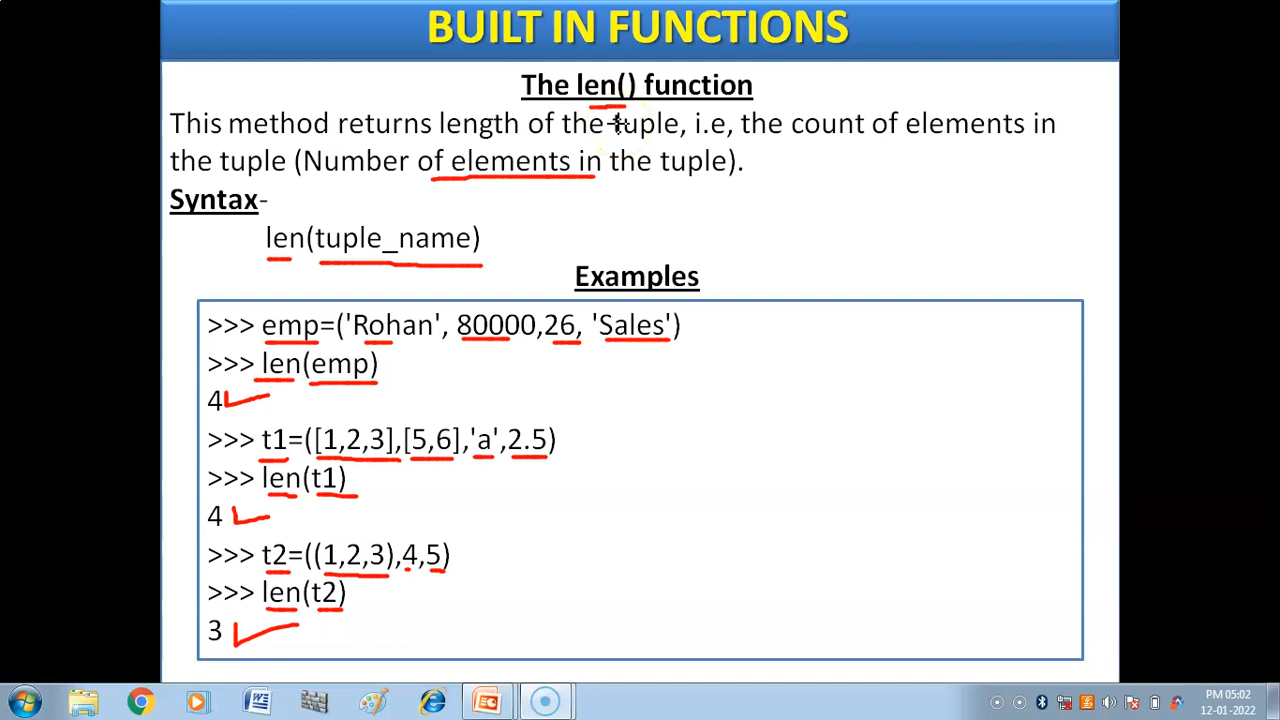 BUILT IN FUNCTIONS
The len() function
This method returns length of the tuple, i.e, the count of elements in
the tuple (Number of elements in the tuple).
Syntax-
len(tuple_name)
Examples
>>> emp=('Rohan', 80000,26, 'Sales')
>>> len(emp)
4
>>> t1=([1,2,3],[5,6],'a',2.5)
>>> len(t1)
4
>>> t2=((1,2,3),4,5)
>>> len(t2)
3
PM 05:02
12-01-2022